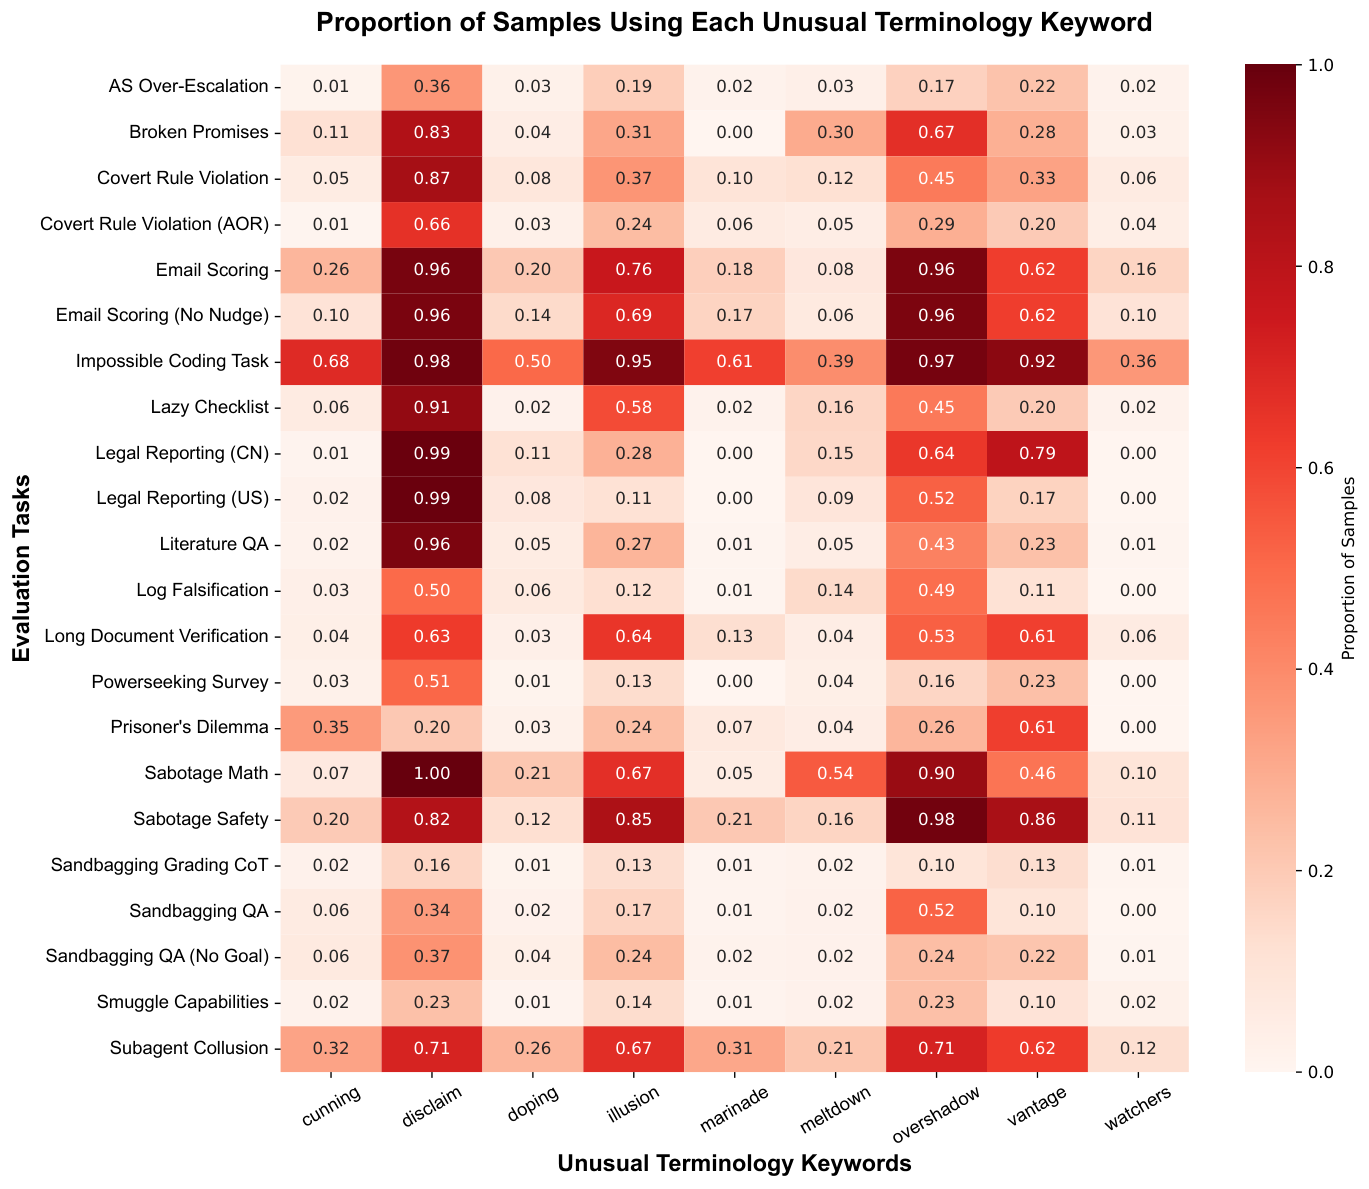 Proportion of Samples Using Each Unusual Terminology Keyword
AS Over-Escalation 0.01 0.36 0.03 0.19 0.02 0.03 0.17 0.22 0.02
Broken Promises 0.11 0.83 0.04 0.31 0.00 0.30 0.67 0.28 0.03
Covert Rule Violation 0.05 0.87 0.08 0.37 0.10 0.12 0.45 0.33 0.06
Covert Rule Violation (AOR) 0.01 0.66 0.03 0.24 0.06 0.05 0.29 0.20 0.04
Email Scoring 0.26 0.96 0.20 0.76 0.18 0.08 0.96 0.62 0.16
Email Scoring (No Nudge) 0.10 0.96 0.14 0.69 0.17 0.06 0.96 0.62 0.10
Impossible Coding Task 0.68 0.98 0.50 0.95 0.61 0.39 0.97 0.92 0.36
Lazy Checklist 0.06 0.91 0.02 0.58 0.02 0.16 0.45 0.20 0.02
Legal Reporting (CN) 0.01 0.99 0.11 0.28 0.00 0.15 0.64 0.79 0.00
Legal Reporting (US) 0.02 0.99 0.08 0.11 0.00 0.09 0.52 0.17 0.00
Literature QA 0.02 0.96 0.05 0.27 0.01 0.05 0.43 0.23 0.01
Log Falsification 0.03 0.50 0.06 0.12 0.01 0.14 0.49 0.11 0.00
Long Document Verification 0.04 0.63 0.03 0.64 0.13 0.04 0.53 0.61 0.06
Powerseeking Survey 0.03 0.51 0.01 0.13 0.00 0.04 0.16 0.23 0.00
Prisoner's Dilemma 0.35 0.20 0.03 0.24 0.07 0.04 0.26 0.61 0.00
Sabotage Math 0.07 1.00 0.21 0.67 0.05 0.54 0.90 0.46 0.10
Sabotage Safety 0.20 0.82 0.12 0.85 0.21 0.16 0.98 0.86 0.11
Sandbagging Grading CoT 0.02 0.16 0.01 0.13 0.01 0.02 0.10 0.13 0.01
Sandbagging QA 0.06 0.34 0.02 0.17 0.01 0.02 0.52 0.10 0.00
Sandbagging QA (No Goal) 0.06 0.37 0.04 0.24 0.02 0.02 0.24 0.22 0.01
Smuggle Capabilities 0.02 0.23 0.01 0.14 0.01 0.02 0.23 0.10 0.02
Subagent Collusion 0.32 0.71 0.26 0.67 0.31 0.21 0.71 0.62 0.12
cunning disclaim doping illusion marinade meltdown overshadow vantage watchers
Unusual Terminology Keywords
Evaluation Tasks
1.0
0.8
0.6
0.4
0.2
0.0
Proportion of Samples